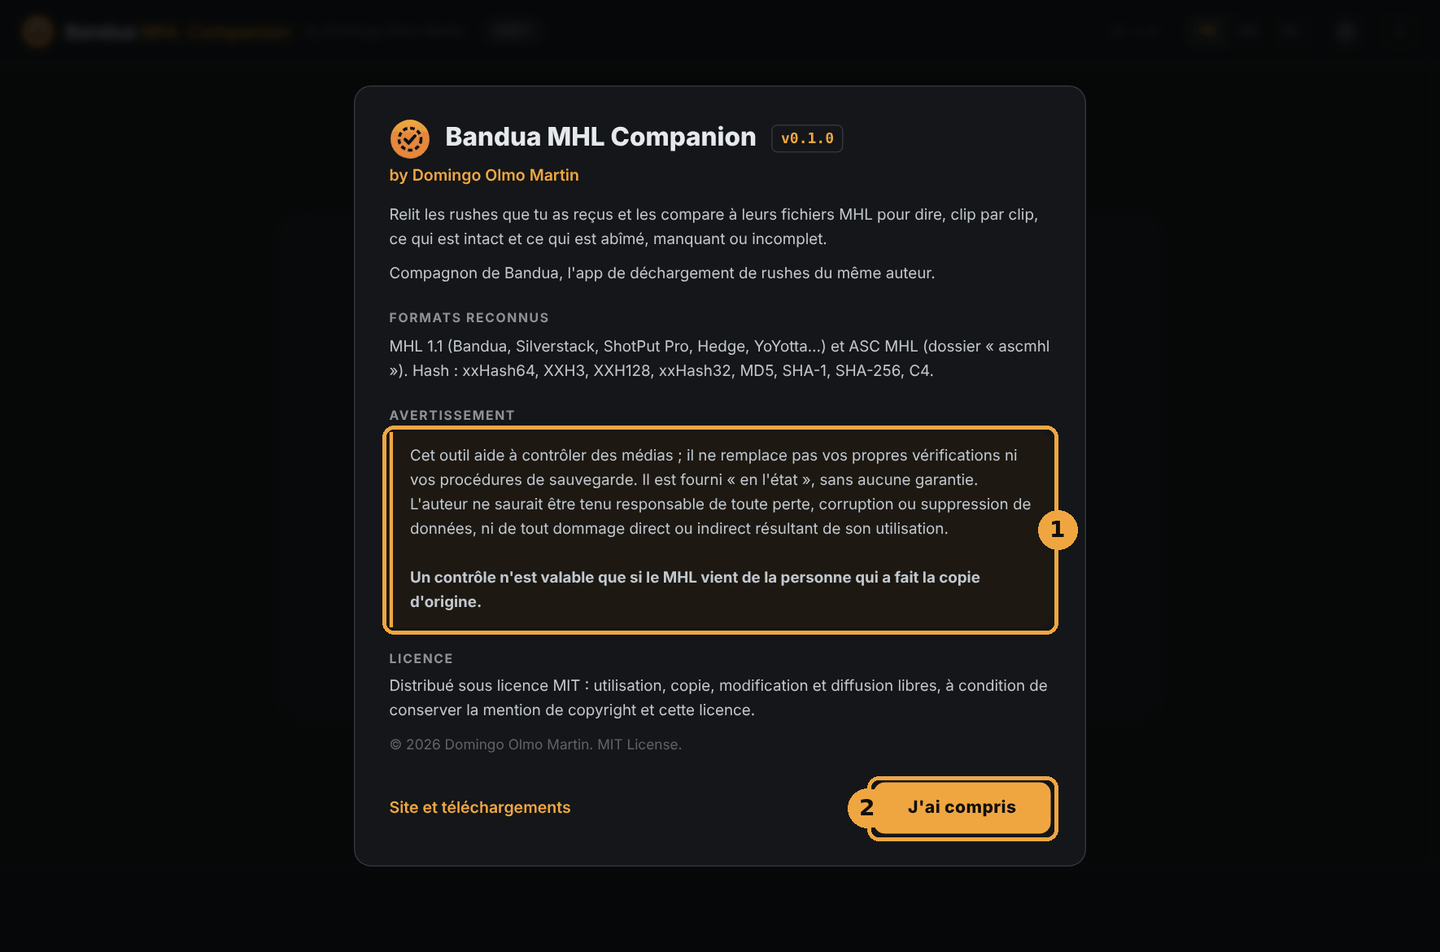 Bandua MHL Companion
Bandua MHL Companion v0.1.0
by Domingo Olmo Martin
Relit les rushes que tu as reçus et les compare à leurs fichiers MHL pour dire, clip par clip,
ce qui est intact et ce qui est abîmé, manquant ou incomplet.
Compagnon de Bandua, l'app de déchargement de rushes du même auteur.
FORMATS RECONNUS
MHL 1.1 (Bandua, Silverstack, ShotPut Pro, Hedge, YoYotta…) et ASC MHL (dossier « ascmhl
»). Hash : xxHash64, XXH3, XXH128, xxHash32, MD5, SHA-1, SHA-256, C4.
AVERTISSEMENT
Cet outil aide à contrôler des médias ; il ne remplace pas vos propres vérifications ni
vos procédures de sauvegarde. Il est fourni « en l'état », sans aucune garantie.
L'auteur ne saurait être tenu responsable de toute perte, corruption ou suppression de
données, ni de tout dommage direct ou indirect résultant de son utilisation.
1
Un contrôle n'est valable que si le MHL vient de la personne qui a fait la copie
d'origine.
LICENCE
Distribué sous licence MIT : utilisation, copie, modification et diffusion libres, à condition de
conserver la mention de copyright et cette licence.
© 2026 Domingo Olmo Martin. MIT License.
Site et téléchargements
2 J'ai compris